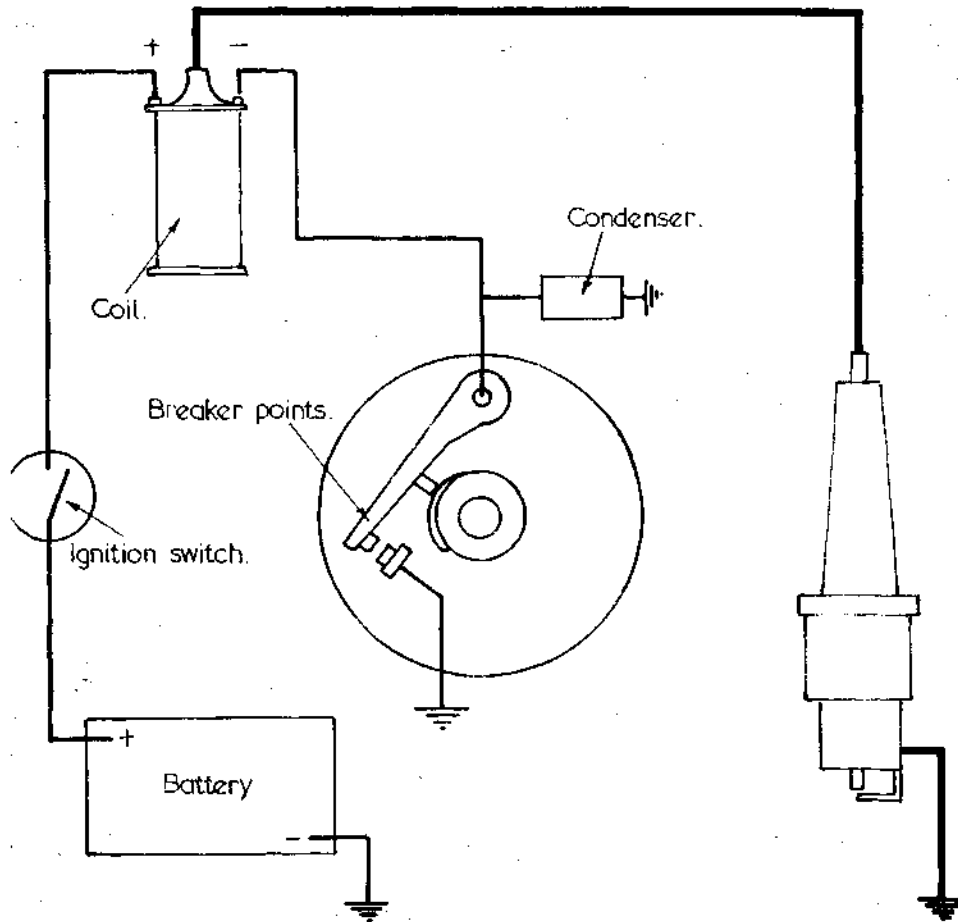 + -
Coil.
Condenser.
Breaker points.
Ignition switch.
+
Battery
-